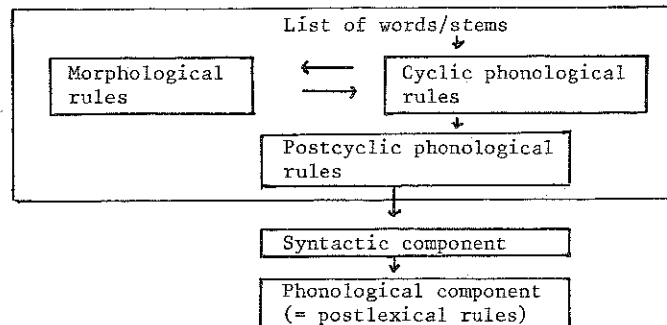 List of words/stems
Morphological
rules
Cyclic phonological
rules
Postcyclic phonological
rules
Syntactic component
Phonological component
(= postlexical rules)